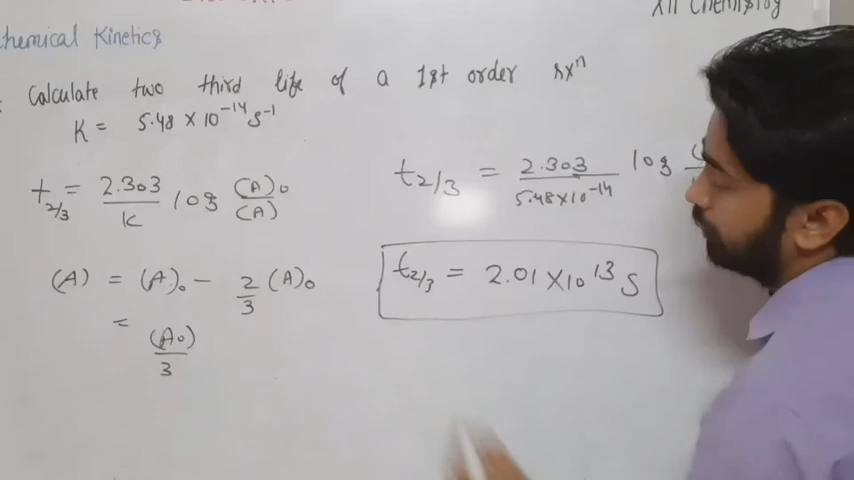 XII Chemistry
Chemical Kinetics
Calculate two third life of a 1st order rxⁿ
K = 5.48 × 10⁻¹⁴ s⁻¹
t2/3 = 2.303/K log (A)₀/(A)
(A) = (A)₀ − 2/3 (A)₀
= (A₀)/3
t2/3 = 2.303/5.48×10⁻¹⁴ log
t2/3 = 2.01 × 10¹³ S